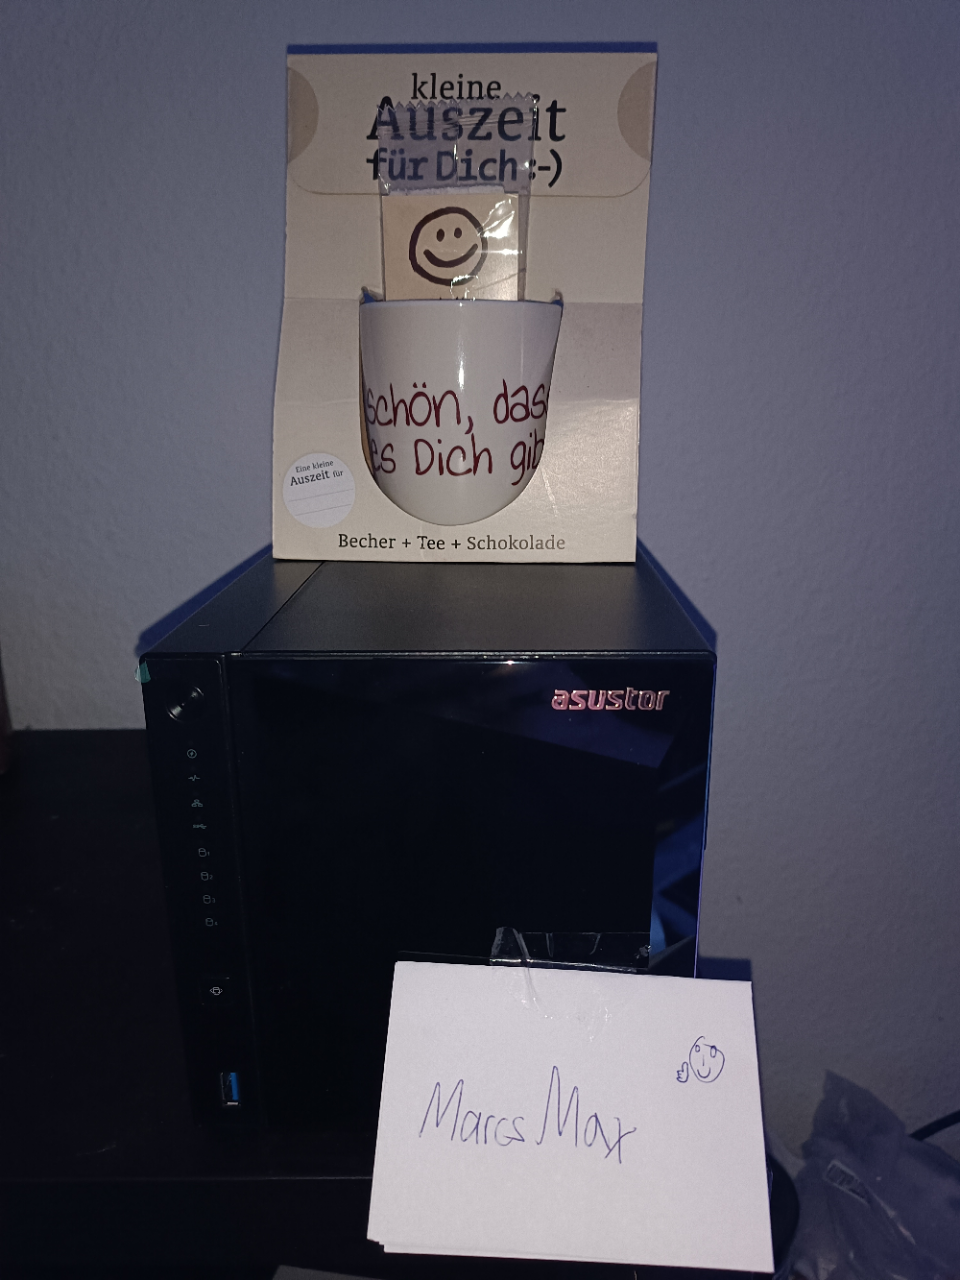 kleine
Auszeit
für Dich :-)
schön, das
es Dich gib
Eine kleine
Auszeit für
Becher + Tee + Schokolade
asustor
Marcs Max